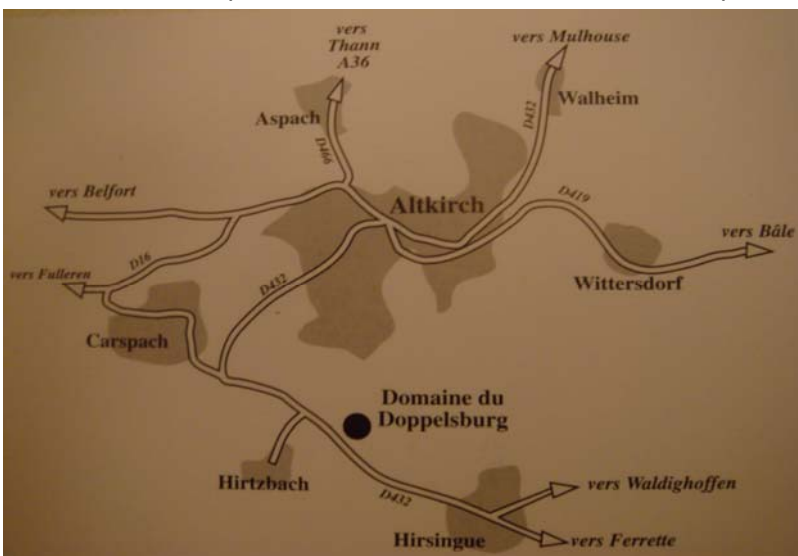 vers
Thann
A36
vers Mulhouse
Walheim
Aspach
D432
D466
vers Belfort
Altkirch
D419
vers Bâle
D16
vers Fulleren
D432
Wittersdorf
Carspach
Domaine du
Doppelsburg
Hirtzbach
D432
vers Waldighoffen
Hirsingue
vers Ferrette